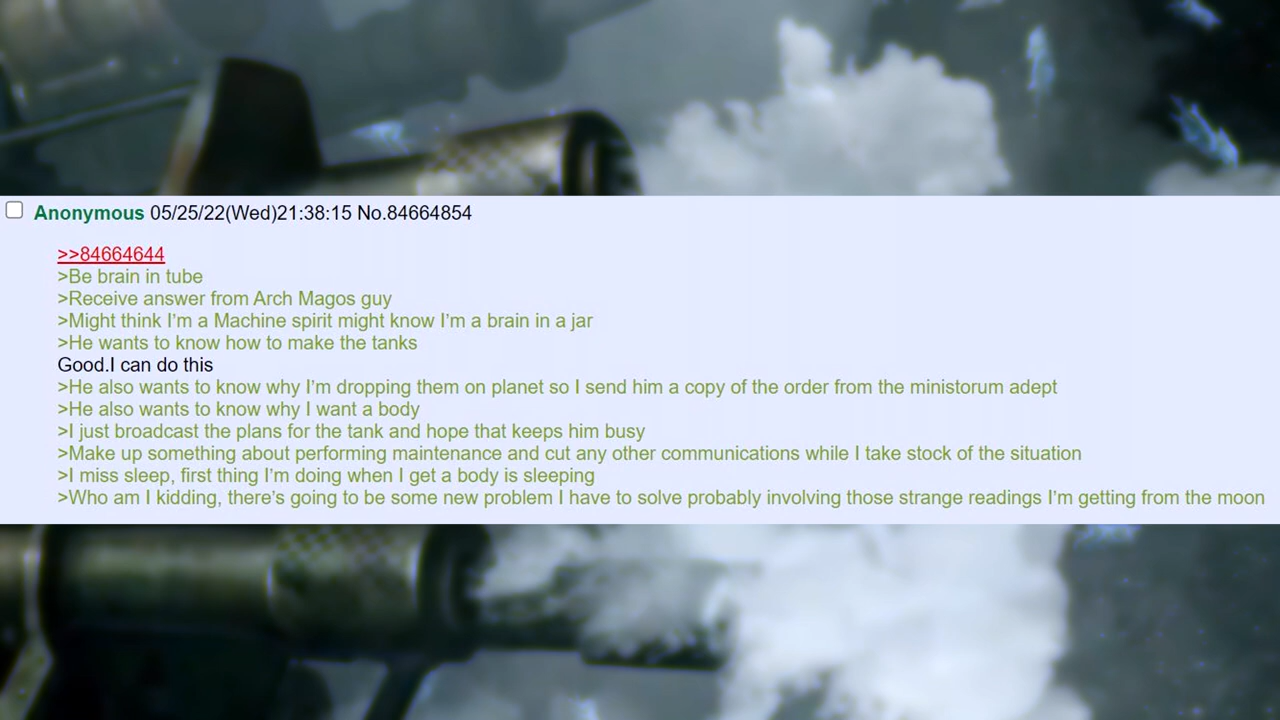 Anonymous 05/25/22(Wed)21:38:15 No.84664854
>>84664644
>Be brain in tube
>Receive answer from Arch Magos guy
>Might think I’m a Machine spirit might know I’m a brain in a jar
>He wants to know how to make the tanks
Good.I can do this
>He also wants to know why I’m dropping them on planet so I send him a copy of the order from the ministorum adept
>He also wants to know why I want a body
>I just broadcast the plans for the tank and hope that keeps him busy
>Make up something about performing maintenance and cut any other communications while I take stock of the situation
>I miss sleep, first thing I’m doing when I get a body is sleeping
>Who am I kidding, there’s going to be some new problem I have to solve probably involving those strange readings I’m getting from the moon